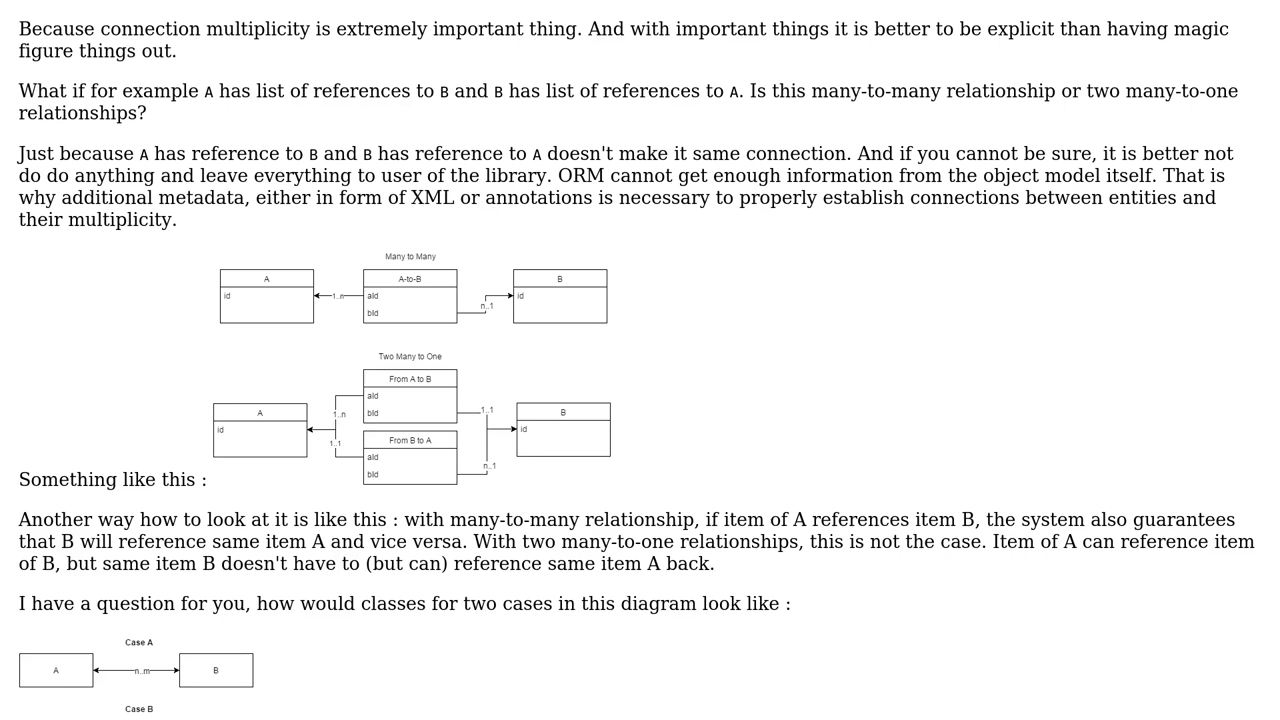 Because connection multiplicity is extremely important thing. And with important things it is better to be explicit than having magic
figure things out.
What if for example A has list of references to B and B has list of references to A. Is this many-to-many relationship or two many-to-one
relationships?
Just because A has reference to B and B has reference to A doesn't make it same connection. And if you cannot be sure, it is better not
do do anything and leave everything to user of the library. ORM cannot get enough information from the object model itself. That is
why additional metadata, either in form of XML or annotations is necessary to properly establish connections between entities and
their multiplicity.
Many to Many
A A-to-B B
id 1..n aId id
bId n..1
Two Many to One
From A to B
aId
A 1..n bId 1..1 B
id id
1..1 From B to A
aId
bId n..1
Something like this :
Another way how to look at it is like this : with many-to-many relationship, if item of A references item B, the system also guarantees
that B will reference same item A and vice versa. With two many-to-one relationships, this is not the case. Item of A can reference item
of B, but same item B doesn't have to (but can) reference same item A back.
I have a question for you, how would classes for two cases in this diagram look like :
Case A
A n..m B
Case B